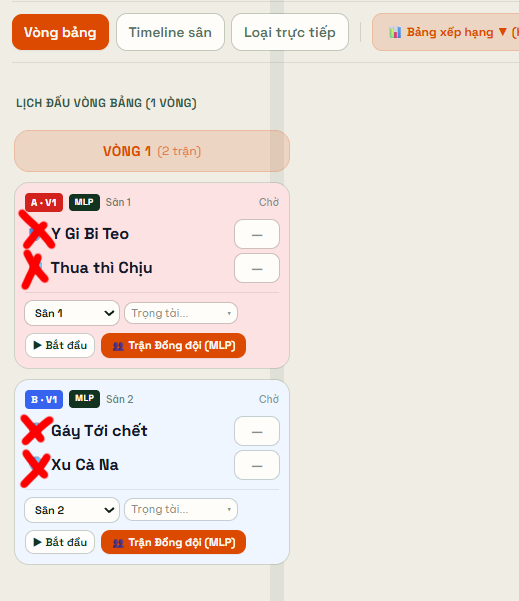 Vòng bảng Timeline sân Loại trực tiếp Bảng xếp hạng ▼
LỊCH ĐẤU VÒNG BẢNG (1 VÒNG)
VÒNG 1 (2 trận)
A · V1 MLP Sân 1 Chờ
Y Gi Bi Teo —
Thua thì Chịu —
Sân 1 Trọng tài...
▶ Bắt đầu Trận Đồng đội (MLP)
B · V1 MLP Sân 2 Chờ
Gáy Tới chết —
Xu Cà Na —
Sân 2 Trọng tài...
▶ Bắt đầu Trận Đồng đội (MLP)